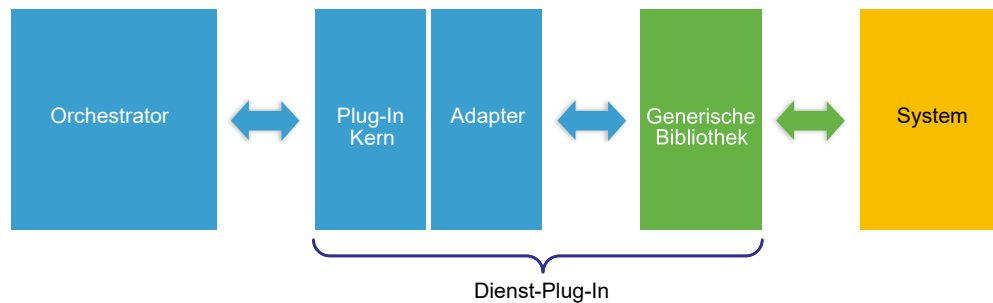 Orchestrator
Plug-In
Kern
Adapter
Generische
Bibliothek
System
Dienst-Plug-In